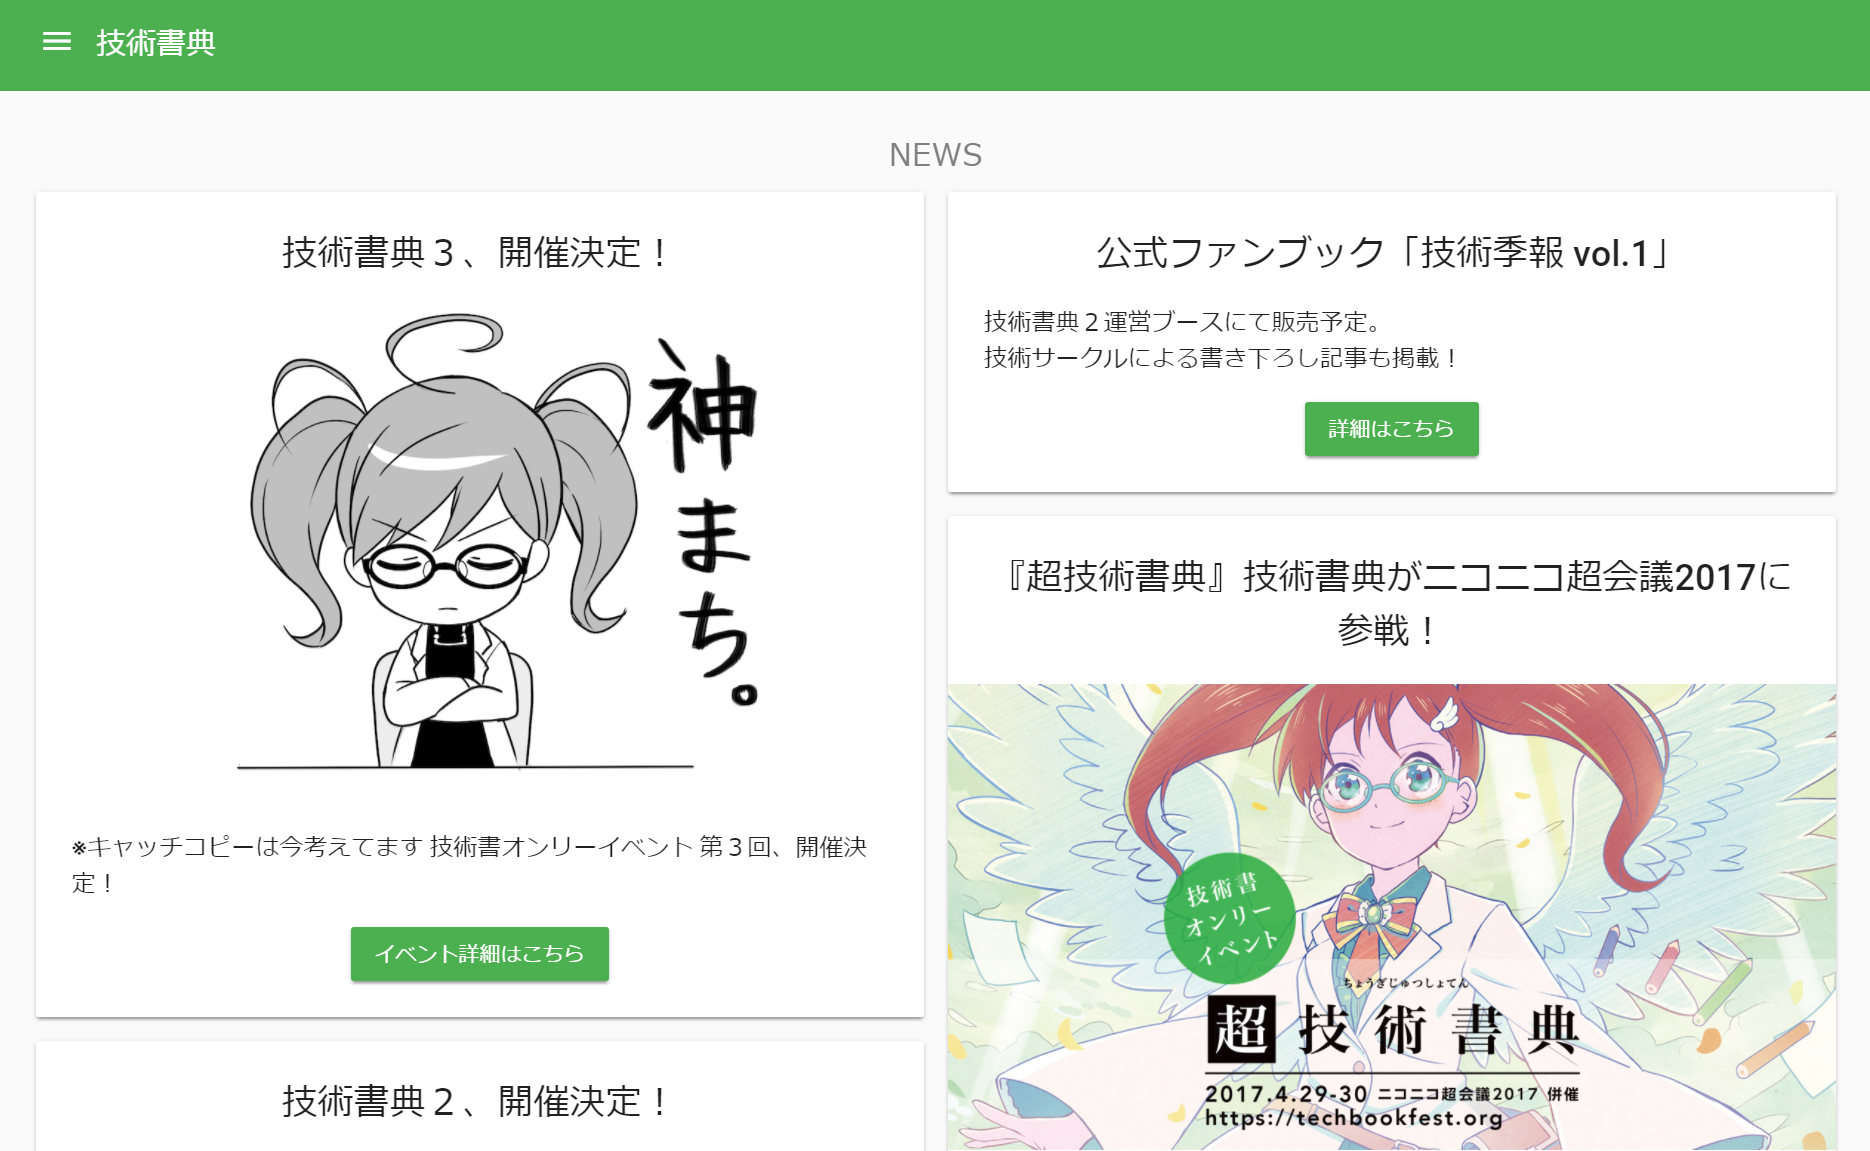 技術書典
NEWS
技術書典３、開催決定！
神まち。
※キャッチコピーは今考えてます 技術書オンリーイベント 第３回、開催決
定！
イベント詳細はこちら
技術書典２、開催決定！
公式ファンブック「技術季報 vol.1」
技術書典２運営ブースにて販売予定。
技術サークルによる書き下ろし記事も掲載！
詳細はこちら
『超技術書典』技術書典がニコニコ超会議2017に
参戦！
技術書
オンリー
イベント
ちょうぎじゅつしょてん
超技術書典
2017.4.29-30 ニコニコ超会議2017 併催
https://techbookfest.org